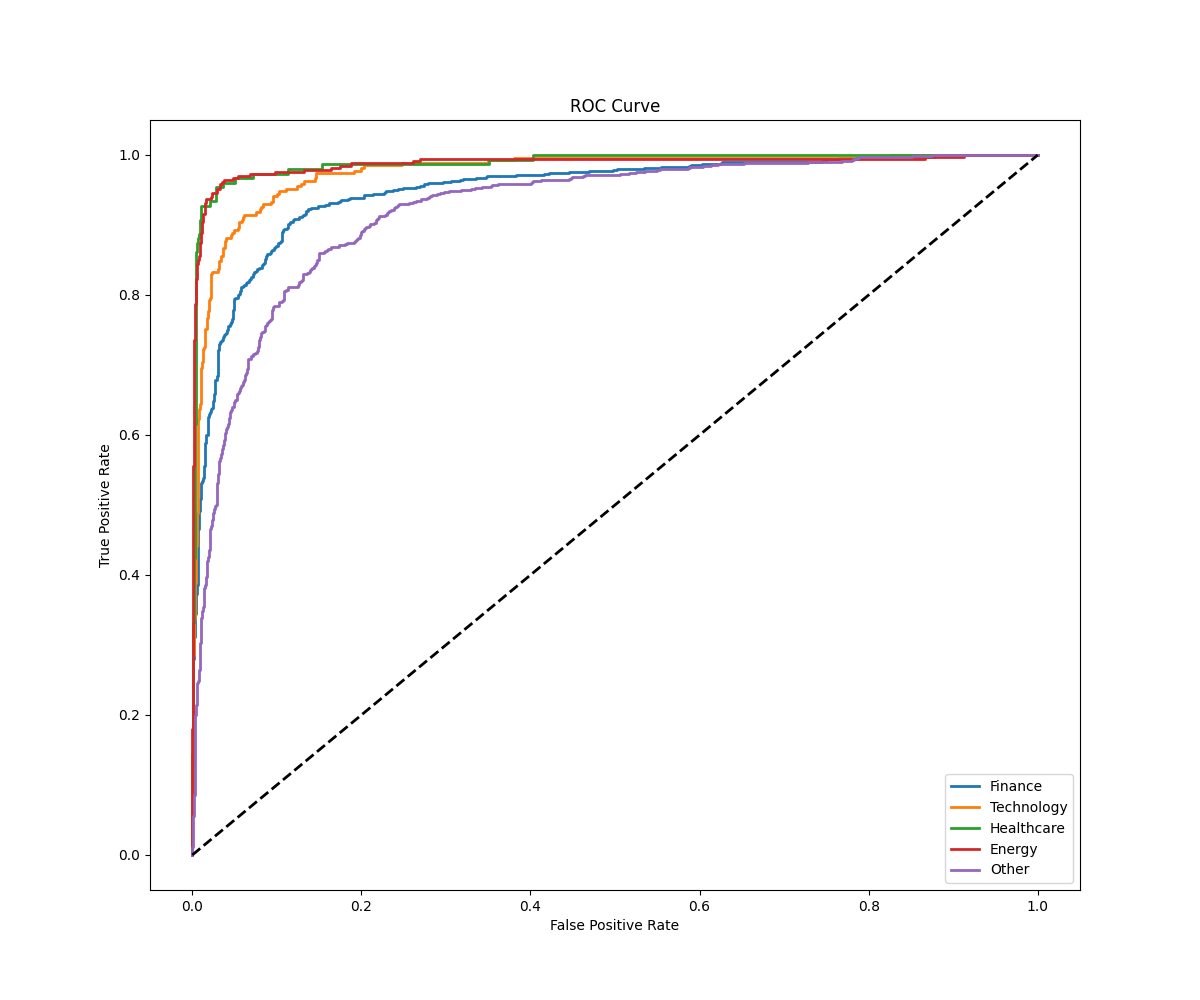 ROC Curve
True Positive Rate
1.0
0.8
0.6
0.4
0.2
0.0
0.0 0.2 0.4 0.6 0.8 1.0
False Positive Rate
Finance
Technology
Healthcare
Energy
Other